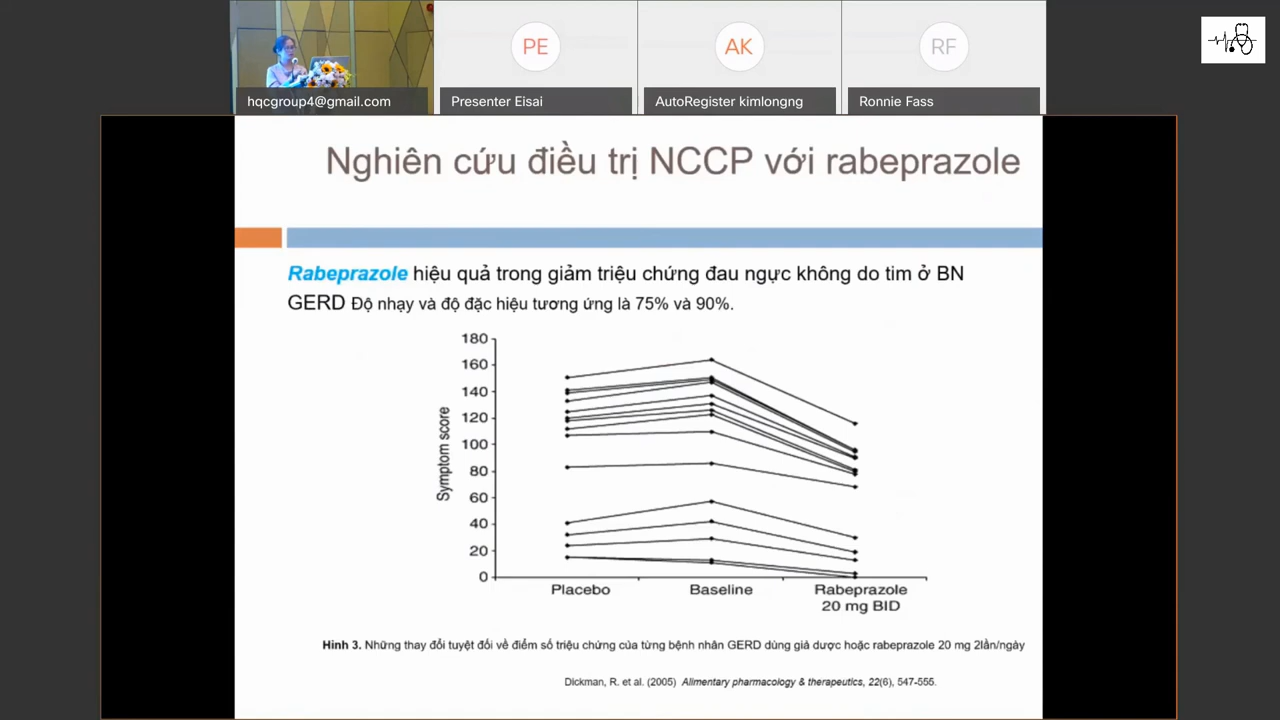 PE
AK
RF
hqcgroup4@gmail.com
Presenter Eisai
AutoRegister kimlongng
Ronnie Fass
Nghiên cứu điều trị NCCP với rabeprazole
Rabeprazole hiệu quả trong giảm triệu chứng đau ngực không do tim ở BN
GERD Độ nhạy và độ đặc hiệu tương ứng là 75% và 90%.
180
160
140
120
100
80
60
40
20
0
Symptom score
Placebo
Baseline
Rabeprazole
20 mg BID
Hình 3. Những thay đổi tuyệt đối về điểm số triệu chứng của từng bệnh nhân GERD dùng giả dược hoặc rabeprazole 20 mg 2lần/ngày
Dickman, R. et al. (2005) Alimentary pharmacology & therapeutics, 22(6), 547-555.